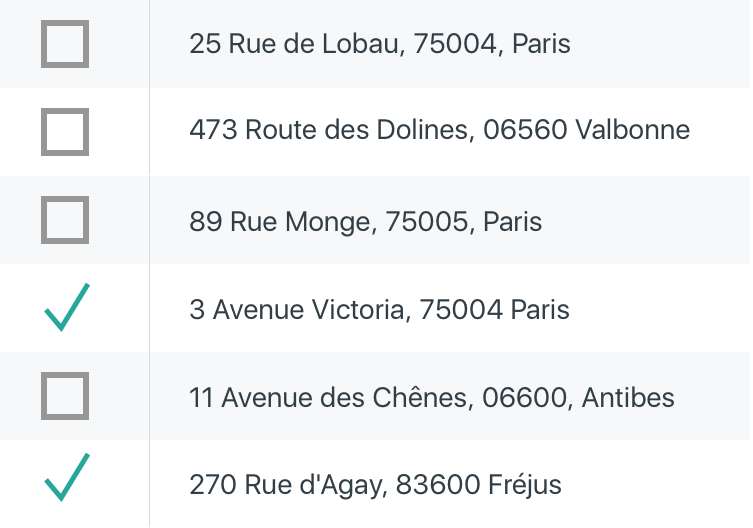 25 Rue de Lobau, 75004, Paris
473 Route des Dolines, 06560 Valbonne
89 Rue Monge, 75005, Paris
3 Avenue Victoria, 75004 Paris
11 Avenue des Chênes, 06600, Antibes
270 Rue d'Agay, 83600 Fréjus